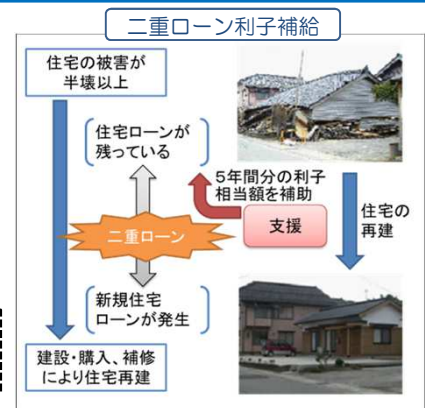 二重ローン利子補給
住宅の被害が
半壊以上
住宅ローンが
残っている
5年間分の利子
相当額を補助
支援
二重ローン
住宅の
再建
新規住宅
ローンが発生
建設・購入、補修
により住宅再建